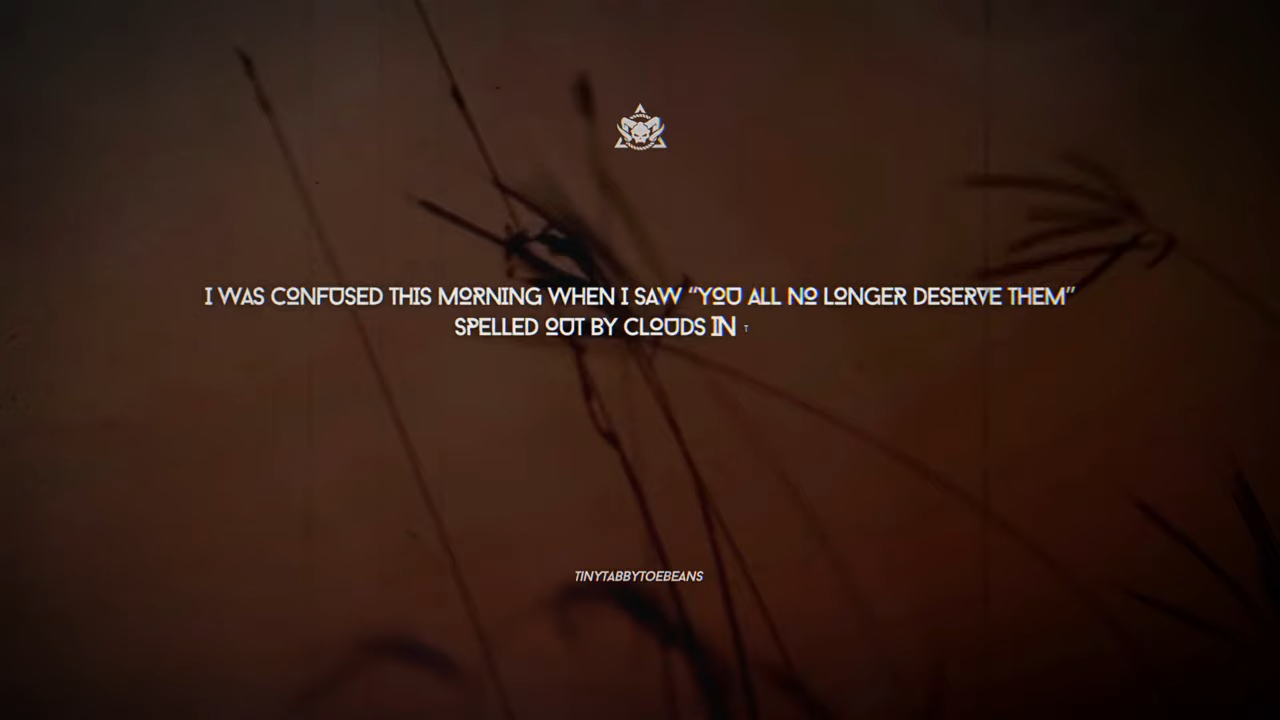 I WAS CONFUSED THIS MORNING WHEN I SAW “YOU ALL NO LONGER DESERVE THEM”
SPELLED OUT BY CLOUDS IN T
TINYTABBYTOEBEANS